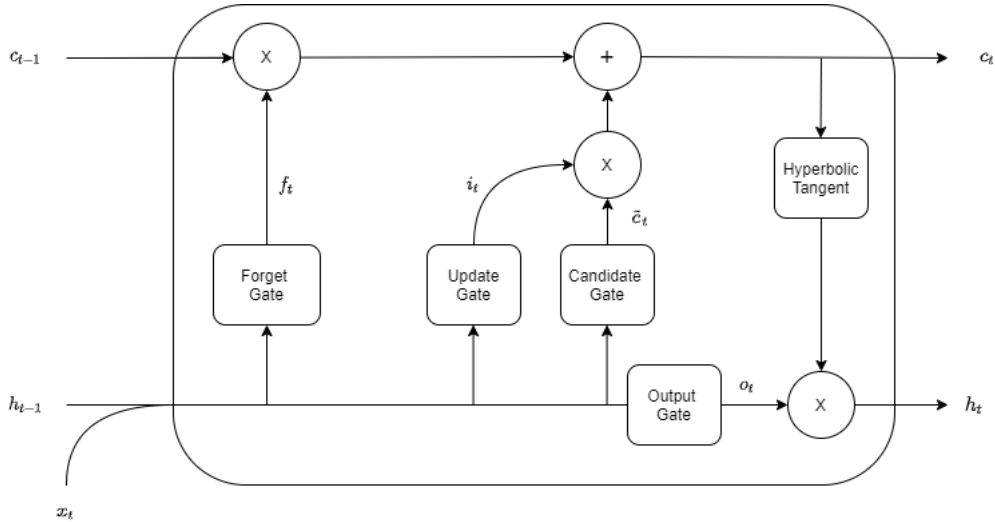 c_{t-1}
X
+
c_t
Hyperbolic
Tangent
X
i_t
f_t
c̃_t
Forget
Gate
Update
Gate
Candidate
Gate
Output
Gate
o_t
X
h_{t-1}
h_t
x_t